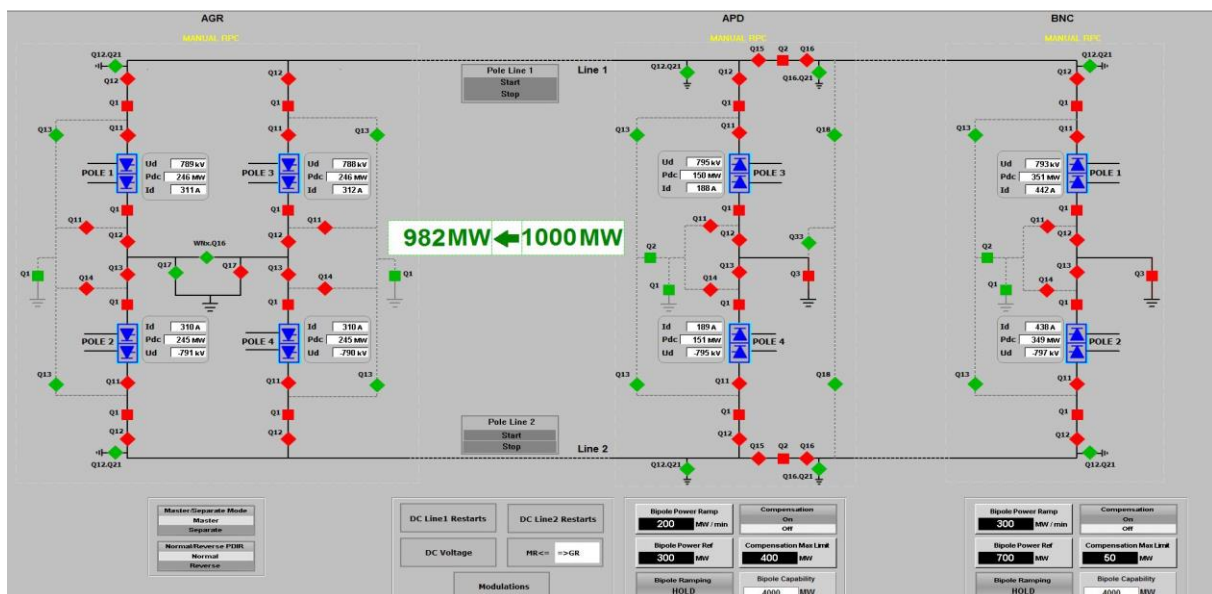 AGR
APD
BNC
MANUAL RPC
MANUAL RPC
MANUAL RPC
Q12.Q21
Q12
Q1
Q11
Q13
POLE 1
Ud 789 kV
Pdc 246 MW
Id 311 A
Q1
Q11
Q12
Q12
Q1
Q11
Q13
POLE 3
Ud 788 kV
Pdc 246 MW
Id 312 A
Q1
Q11
Q12
WNx.Q16
Q17
Q17
Q1
Q14
Q13
Q1
POLE 2
Id 310 A
Pdc 245 MW
Ud -791 kV
Q13
Q11
Q1
Q12
Q12.Q21
Q13
Q14
Q1
Q1
POLE 4
Id 310 A
Pdc 245 MW
Ud -790 kV
Q11
Q13
Q1
Q12
Pole Line 1
Start
Stop
Line 1
982MW 1000MW
Pole Line 2
Start
Stop
Line 2
Q12.Q21
Q15
Q2
Q16
Q16.Q21
Q12
Q1
Q11
Q13
Q18
Ud 795 kV
Pdc 150 MW
Id 188 A
POLE 3
Q1
Q11
Q12
Q2
Q1
Q33
Q3
Q13
Q14
Q1
Id 189 A
Pdc 151 MW
Ud -795 kV
POLE 4
Q13
Q11
Q18
Q1
Q12
Q15
Q2
Q16
Q12.Q21
Q16.Q21
Q12.Q21
Q12
Q1
Q11
Q13
Ud 793 kV
Pdc 351 MW
Id 442 A
POLE 1
Q1
Q11
Q12
Q2
Q1
Q3
Q13
Q14
Q1
Id 438 A
Pdc 349 MW
Ud -797 kV
POLE 2
Q13
Q11
Q1
Q12
Q12.Q21
Master/Separate Mode
Master
Separate
Normal/Reverse PDIR
Normal
Reverse
DC Line1 Restarts
DC Line2 Restarts
DC Voltage
MR<= =>GR
Modulations
Bipole Power Ramp
200 MW / min
Compensation
On
Off
Bipole Power Ref
300 MW
Compensation Max Limit
400 MW
Bipole Ramping
HOLD
Bipole Capability
4000 MW
Bipole Power Ramp
300 MW / min
Compensation
On
Off
Bipole Power Ref
700 MW
Compensation Max Limit
50 MW
Bipole Ramping
HOLD
Bipole Capability
4000 MW